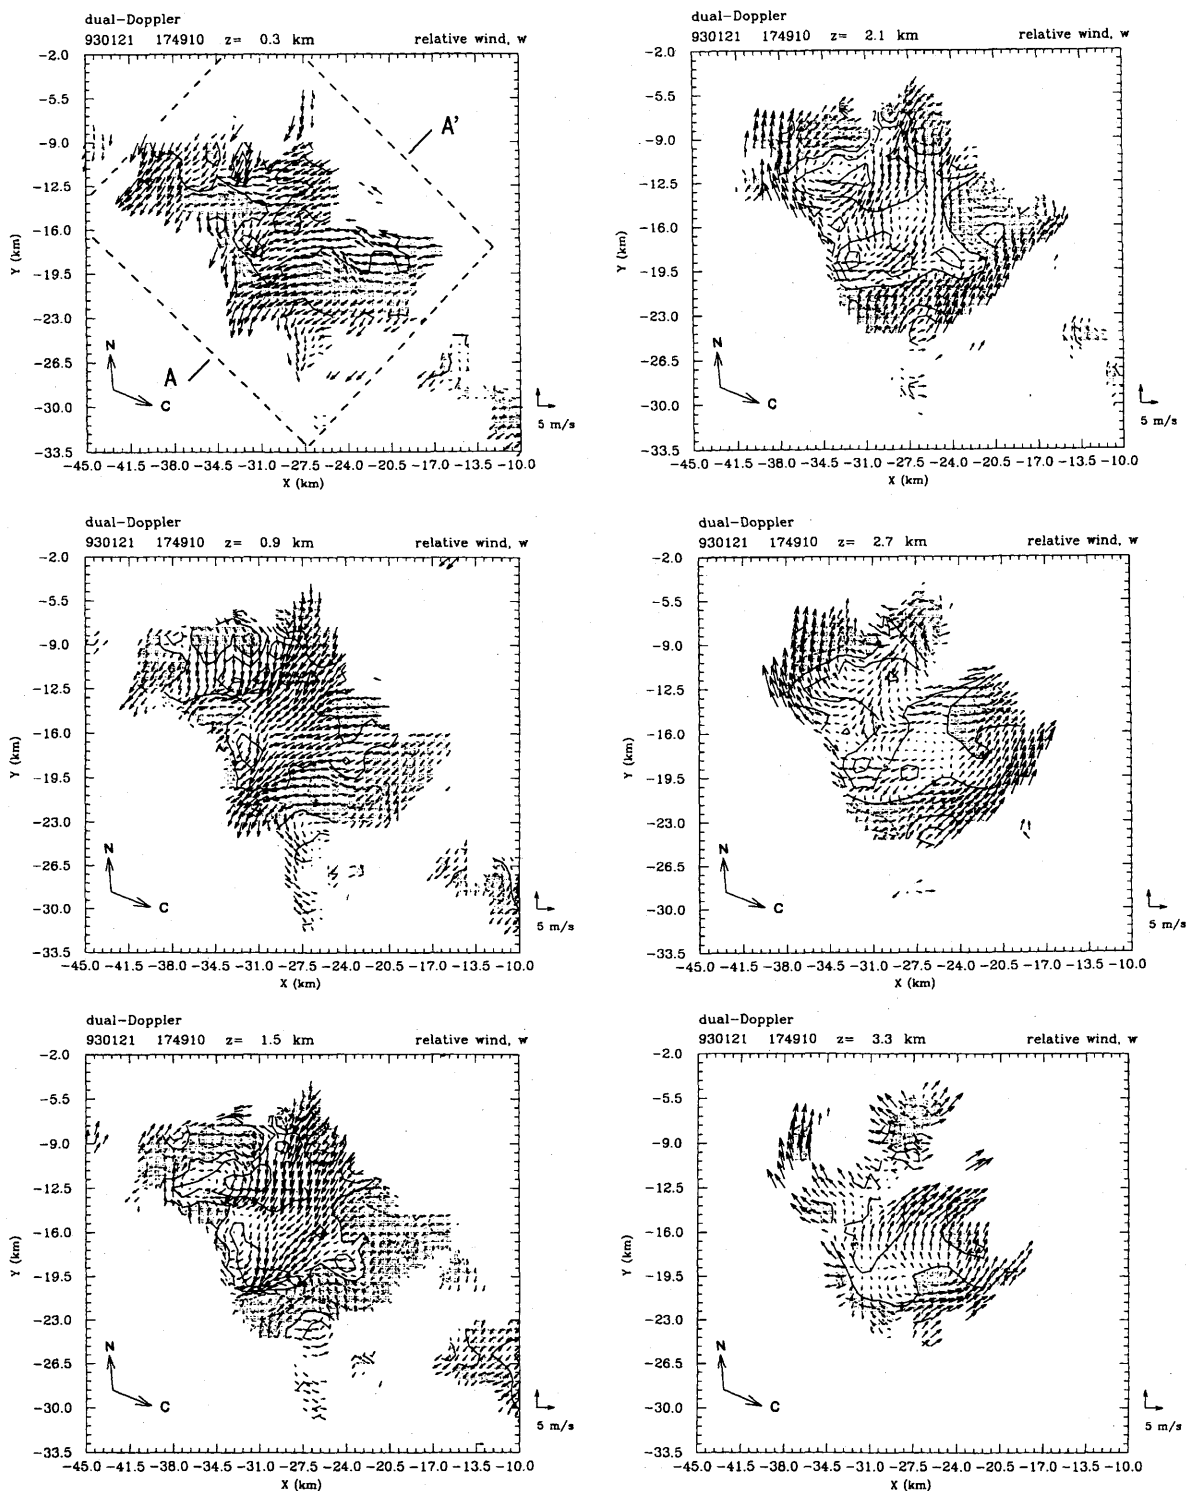 dual-Doppler
930121 174910 z= 0.3 km relative wind, w
-2.0
-5.5
-9.0
-12.5
-16.0
-19.5
-23.0
-26.5
-30.0
-33.5
Y (km)
A'
A
N
C
5 m/s
-45.0 -41.5 -38.0 -34.5 -31.0 -27.5 -24.0 -20.5 -17.0 -13.5 -10.0
X (km)
dual-Doppler
930121 174910 z= 2.1 km relative wind, w
-2.0
-5.5
-9.0
-12.5
-16.0
-19.5
-23.0
-26.5
-30.0
-33.5
Y (km)
N
C
5 m/s
-45.0 -41.5 -38.0 -34.5 -31.0 -27.5 -24.0 -20.5 -17.0 -13.5 -10.0
X (km)
dual-Doppler
930121 174910 z= 0.9 km relative wind, w
-2.0
-5.5
-9.0
-12.5
-16.0
-19.5
-23.0
-26.5
-30.0
-33.5
Y (km)
N
C
5 m/s
-45.0 -41.5 -38.0 -34.5 -31.0 -27.5 -24.0 -20.5 -17.0 -13.5 -10.0
X (km)
dual-Doppler
930121 174910 z= 2.7 km relative wind, w
-2.0
-5.5
-9.0
-12.5
-16.0
-19.5
-23.0
-26.5
-30.0
-33.5
Y (km)
N
C
5 m/s
-45.0 -41.5 -38.0 -34.5 -31.0 -27.5 -24.0 -20.5 -17.0 -13.5 -10.0
X (km)
dual-Doppler
930121 174910 z= 1.5 km relative wind, w
-2.0
-5.5
-9.0
-12.5
-16.0
-19.5
-23.0
-26.5
-30.0
-33.5
Y (km)
N
C
5 m/s
-45.0 -41.5 -38.0 -34.5 -31.0 -27.5 -24.0 -20.5 -17.0 -13.5 -10.0
X (km)
dual-Doppler
930121 174910 z= 3.3 km relative wind, w
-2.0
-5.5
-9.0
-12.5
-16.0
-19.5
-23.0
-26.5
-30.0
-33.5
Y (km)
N
C
5 m/s
-45.0 -41.5 -38.0 -34.5 -31.0 -27.5 -24.0 -20.5 -17.0 -13.5 -10.0
X (km)